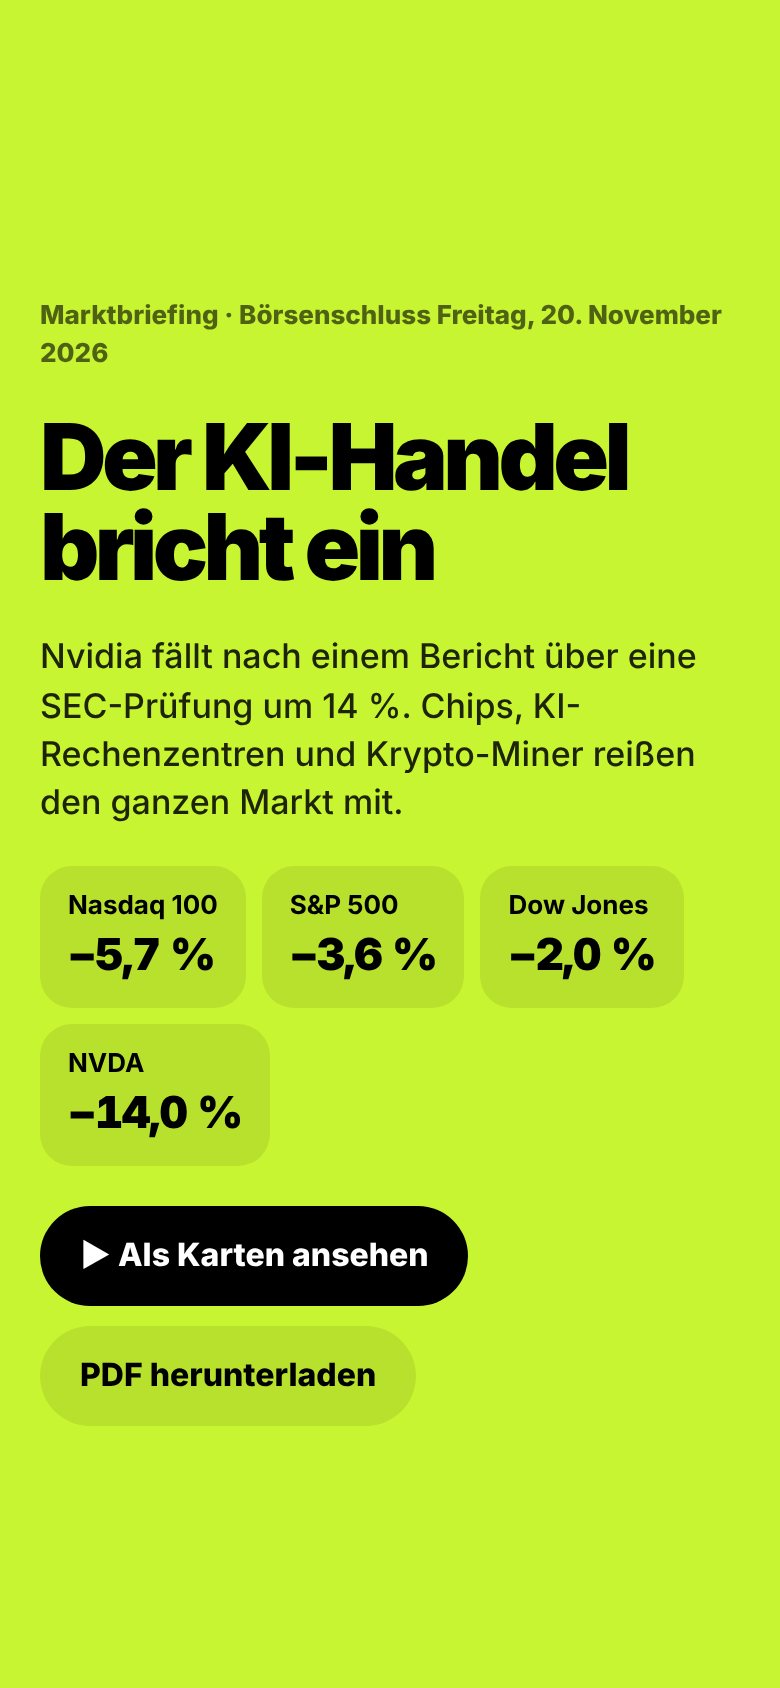 Marktbriefing · Börsenschluss Freitag, 20. November
2026
Der KI-Handel
bricht ein
Nvidia fällt nach einem Bericht über eine
SEC-Prüfung um 14 %. Chips, KI-
Rechenzentren und Krypto-Miner reißen
den ganzen Markt mit.
Nasdaq 100
−5,7 %
S&P 500
−3,6 %
Dow Jones
−2,0 %
NVDA
−14,0 %
▶ Als Karten ansehen
PDF herunterladen